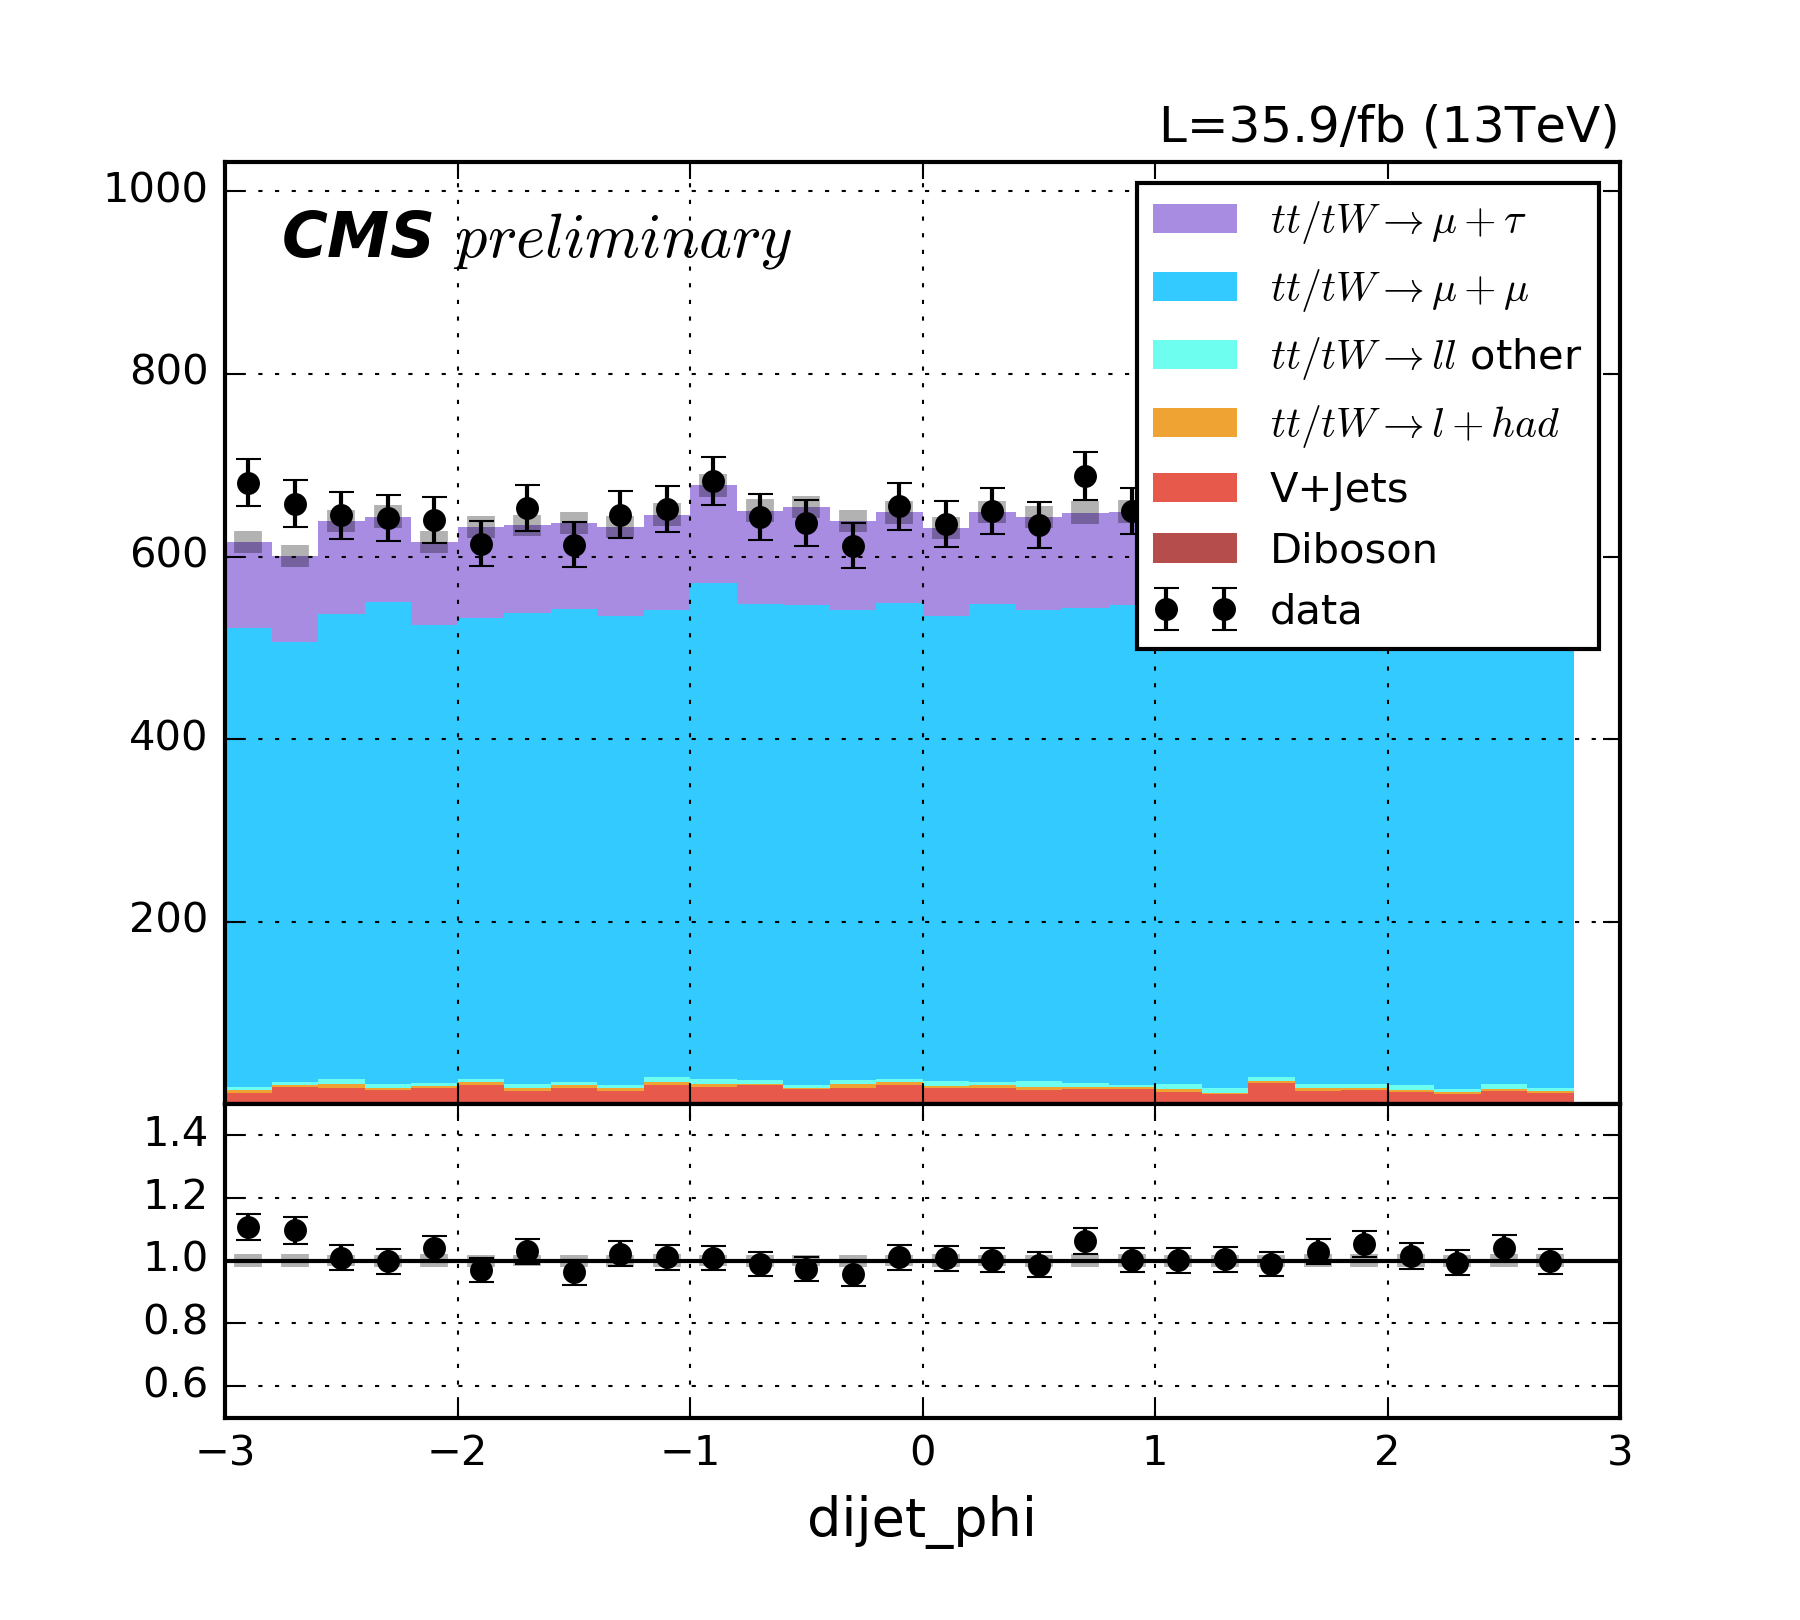 L=35.9/fb (13TeV)
CMS preliminary
1000
800
600
400
200
tt/tW→μ+τ
tt/tW→μ+μ
tt/tW→ll other
tt/tW→l+had
V+Jets
Diboson
data
1.4
1.2
1.0
0.8
0.6
−3 −2 −1 0 1 2 3
dijet_phi